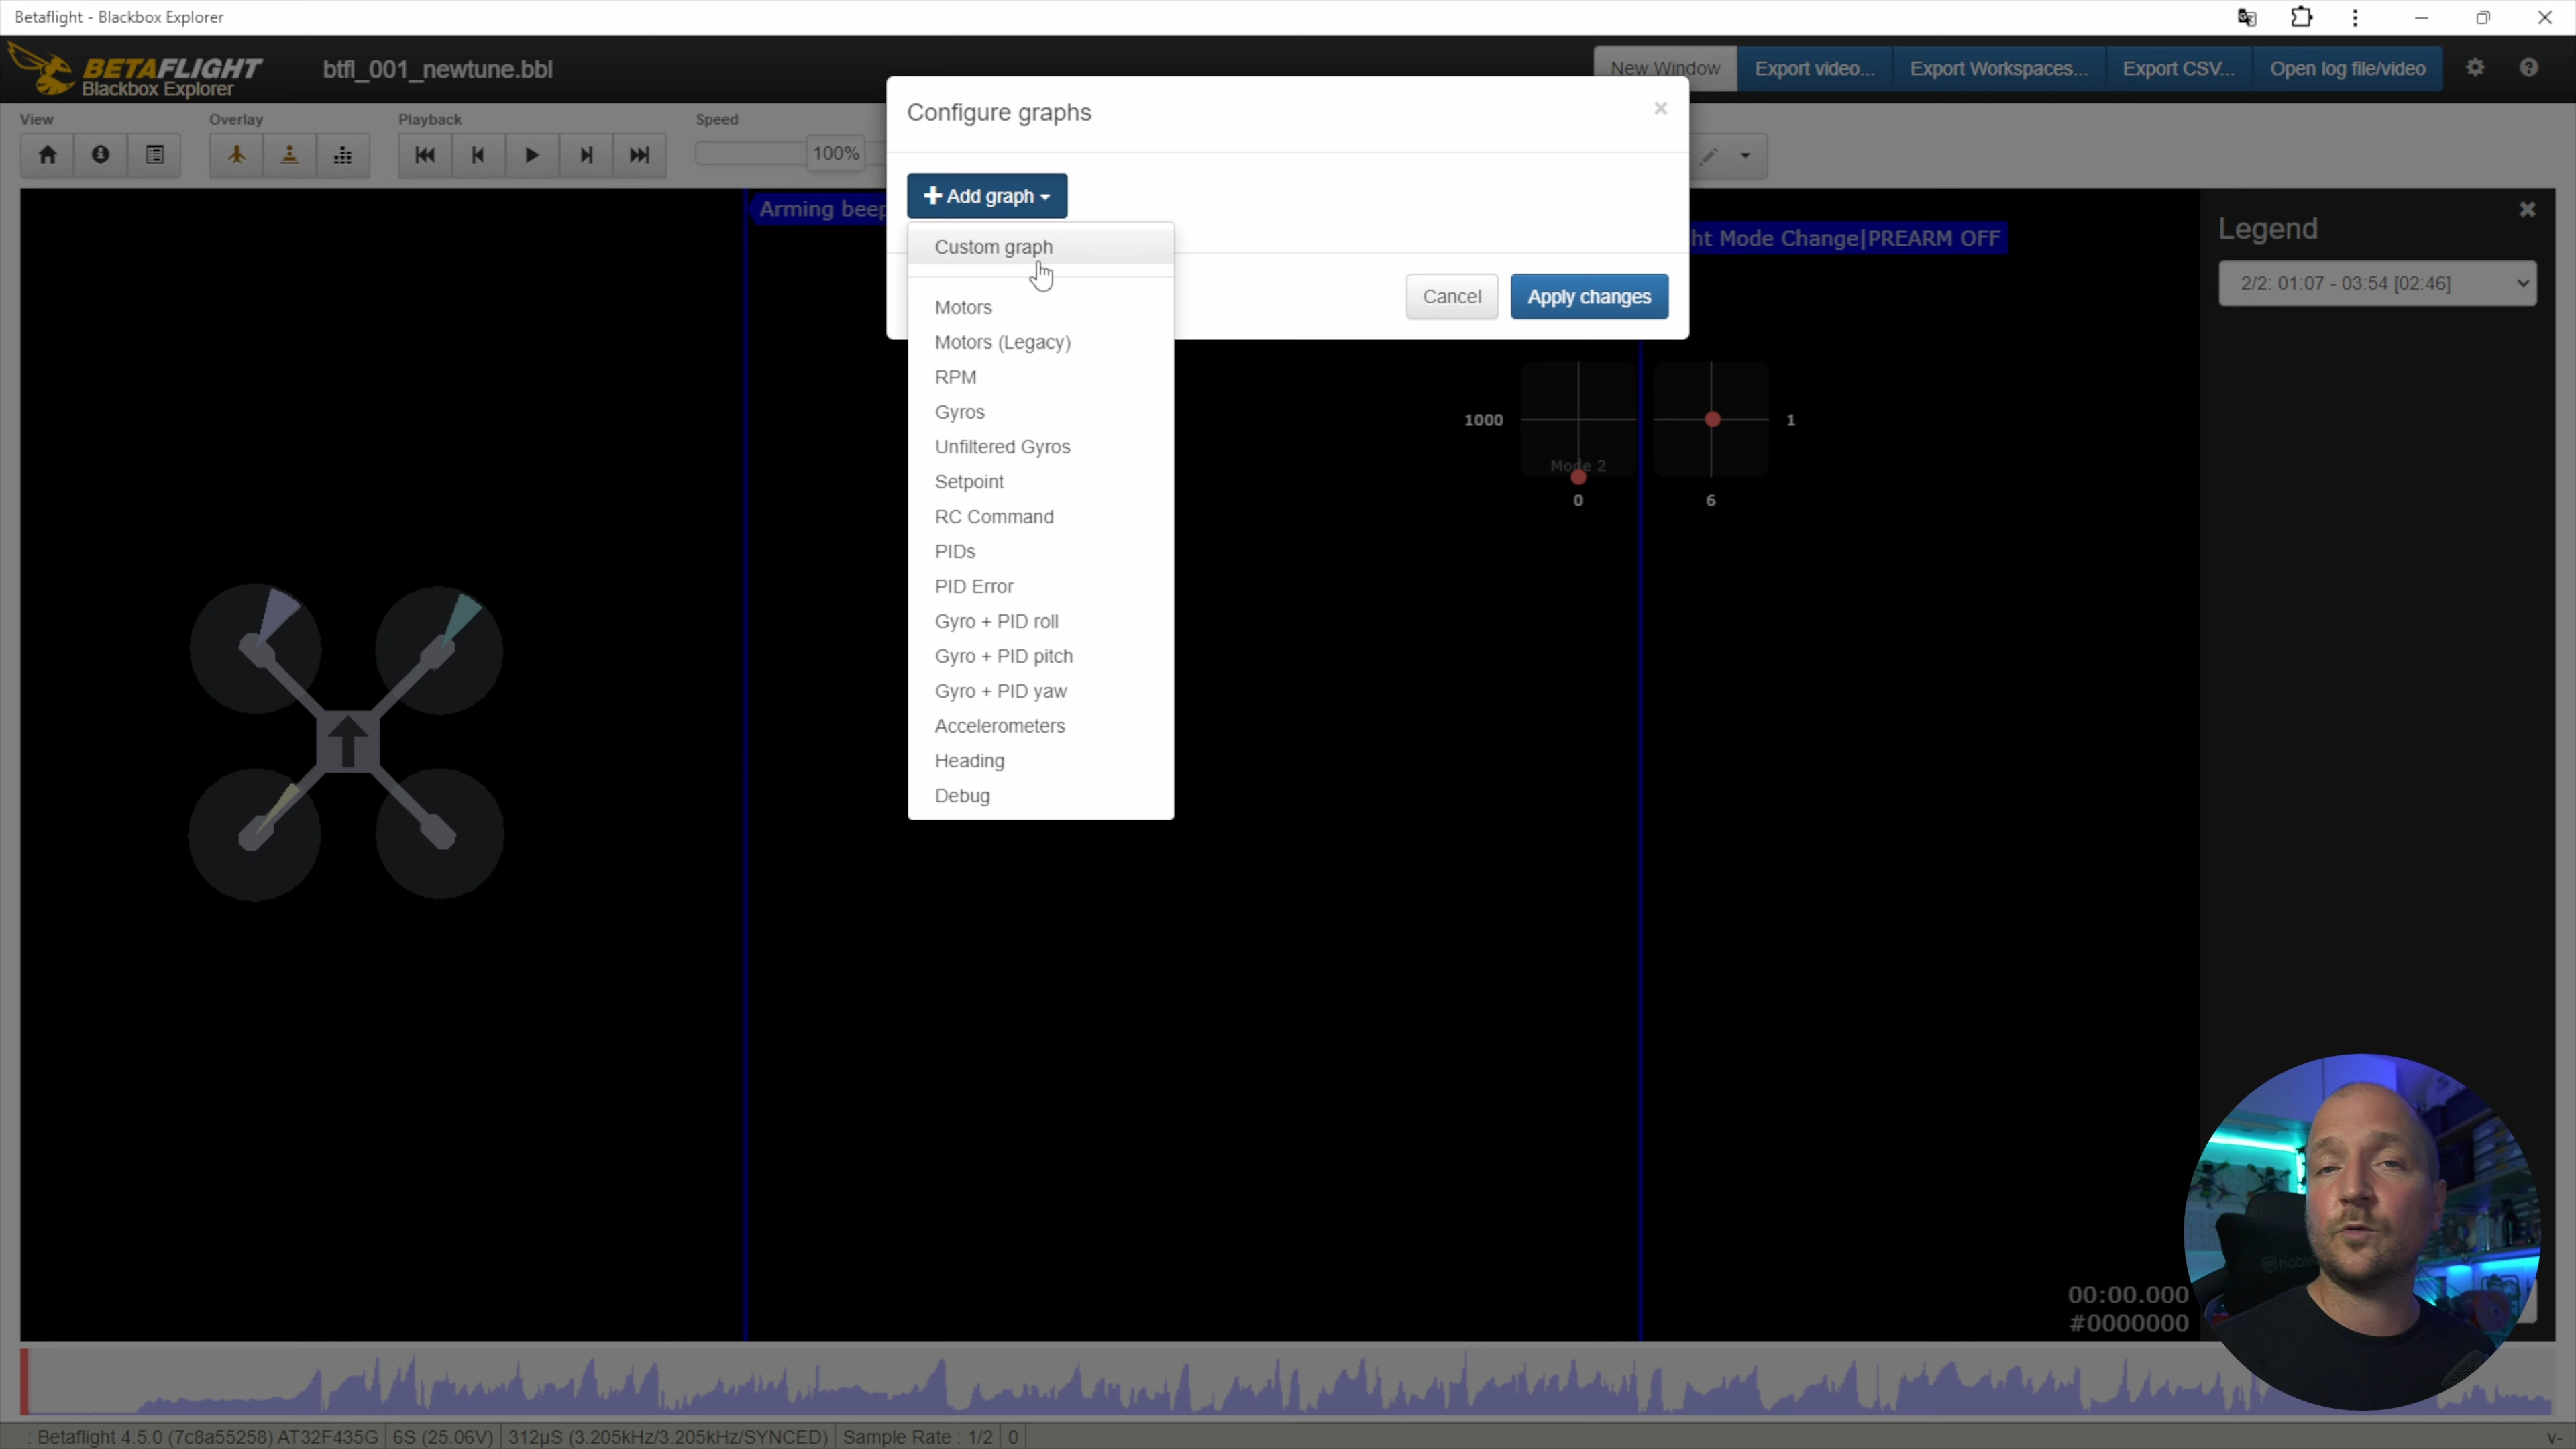 Betaflight - Blackbox Explorer
BETAFLIGHT
Blackbox Explorer
btfl_001_newtune.bbl
New Window
Export video...
Export Workspaces...
Export CSV...
Open log file/video
View
Overlay
Playback
Speed
100%
Configure graphs
Add graph
Custom graph
Motors
Motors (Legacy)
RPM
Gyros
Unfiltered Gyros
Setpoint
RC Command
PIDs
PID Error
Gyro + PID roll
Gyro + PID pitch
Gyro + PID yaw
Accelerometers
Heading
Debug
Cancel
Apply changes
Arming beep
ht Mode Change|PREARM OFF
Legend
2/2: 01:07 - 03:54 [02:46]
1000
Mode 2
0
6
1
noble
00:00.000
#0000000
: Betaflight 4.5.0 (7c8a55258) AT32F435G
6S (25.06V)
312µS (3.205kHz/3.205kHz/SYNCED)
Sample Rate : 1/2
0
v-